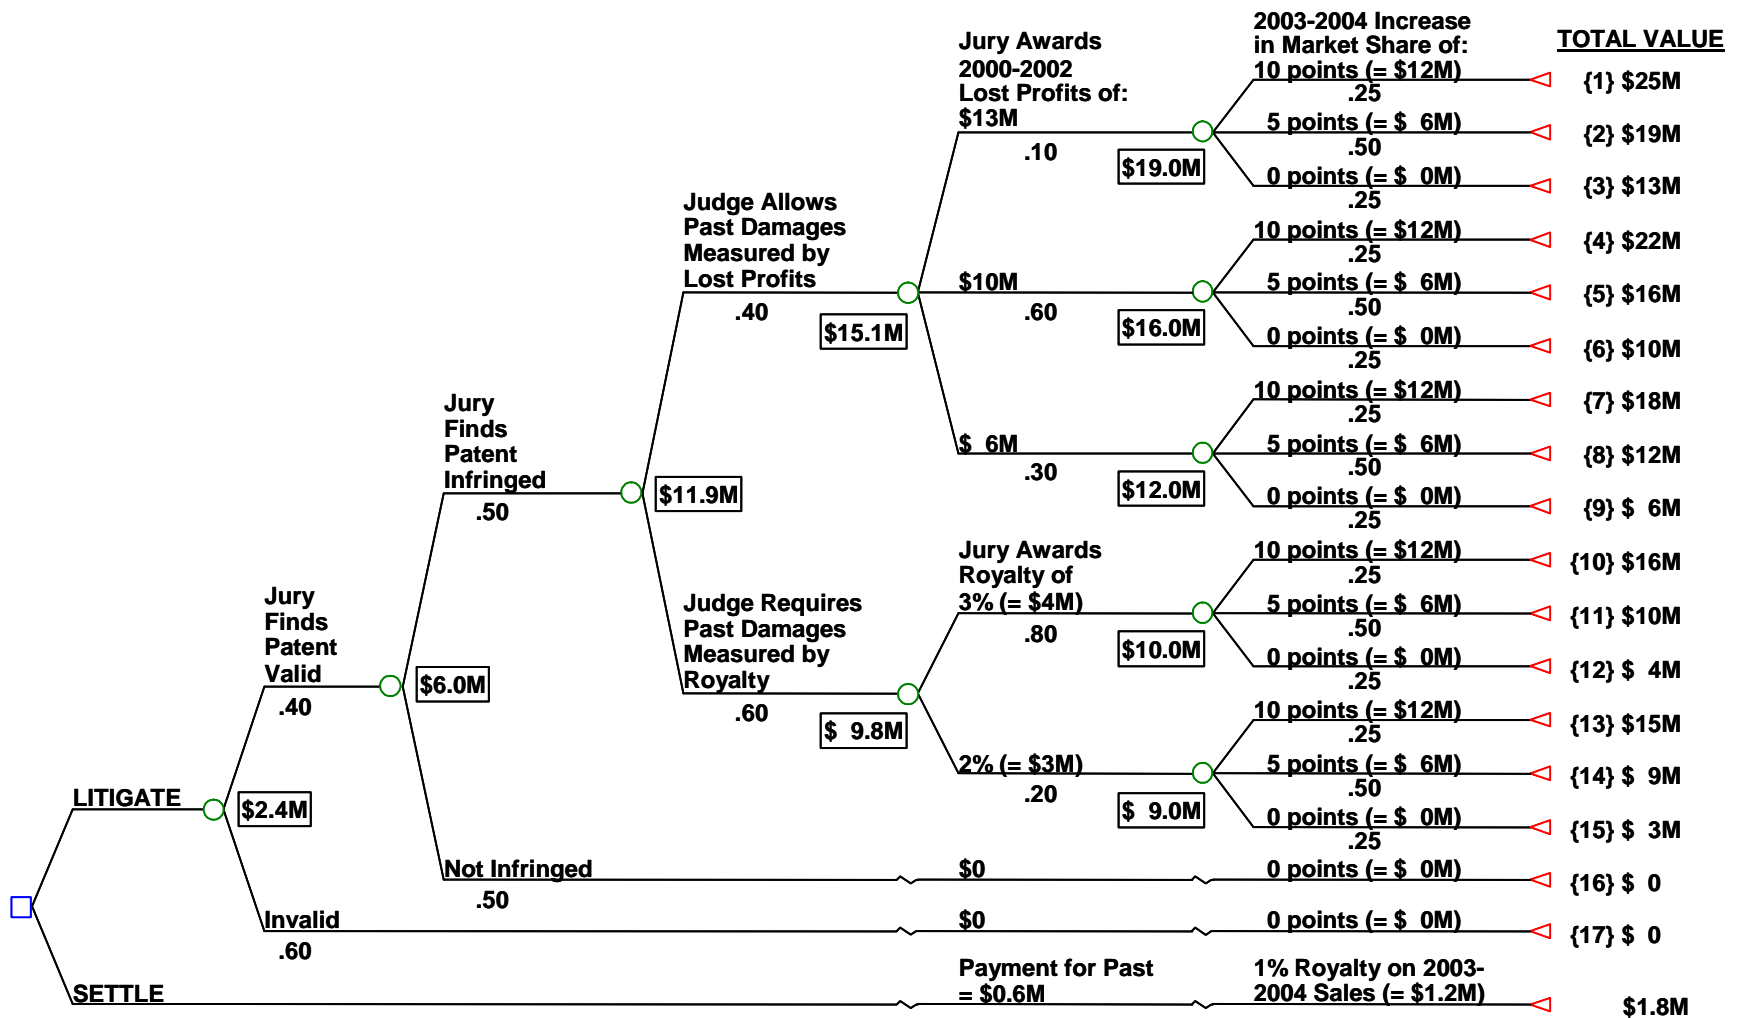 2003-2004 Increase
in Market Share of:
TOTAL VALUE
Jury Awards
2000-2002
Lost Profits of:
$13M
.10
$19.0M
10 points (= $12M)
.25
{1} $25M
5 points (= $ 6M)
.50
{2} $19M
0 points (= $ 0M)
.25
{3} $13M
Judge Allows
Past Damages
Measured by
Lost Profits
.40
$15.1M
$10M
.60
$16.0M
10 points (= $12M)
.25
{4} $22M
5 points (= $ 6M)
.50
{5} $16M
0 points (= $ 0M)
.25
{6} $10M
$ 6M
.30
$12.0M
10 points (= $12M)
.25
{7} $18M
5 points (= $ 6M)
.50
{8} $12M
0 points (= $ 0M)
.25
{9} $ 6M
Jury
Finds
Patent
Infringed
.50
$11.9M
Judge Requires
Past Damages
Measured by
Royalty
.60
$ 9.8M
Jury Awards
Royalty of
3% (= $4M)
.80
$10.0M
10 points (= $12M)
.25
{10} $16M
5 points (= $ 6M)
.50
{11} $10M
0 points (= $ 0M)
.25
{12} $ 4M
2% (= $3M)
.20
$ 9.0M
10 points (= $12M)
.25
{13} $15M
5 points (= $ 6M)
.50
{14} $ 9M
0 points (= $ 0M)
.25
{15} $ 3M
Jury
Finds
Patent
Valid
.40
$6.0M
LITIGATE
$2.4M
Not Infringed
.50
$0
0 points (= $ 0M)
{16} $ 0
Invalid
.60
$0
0 points (= $ 0M)
{17} $ 0
SETTLE
Payment for Past
= $0.6M
1% Royalty on 2003-
2004 Sales (= $1.2M)
$1.8M